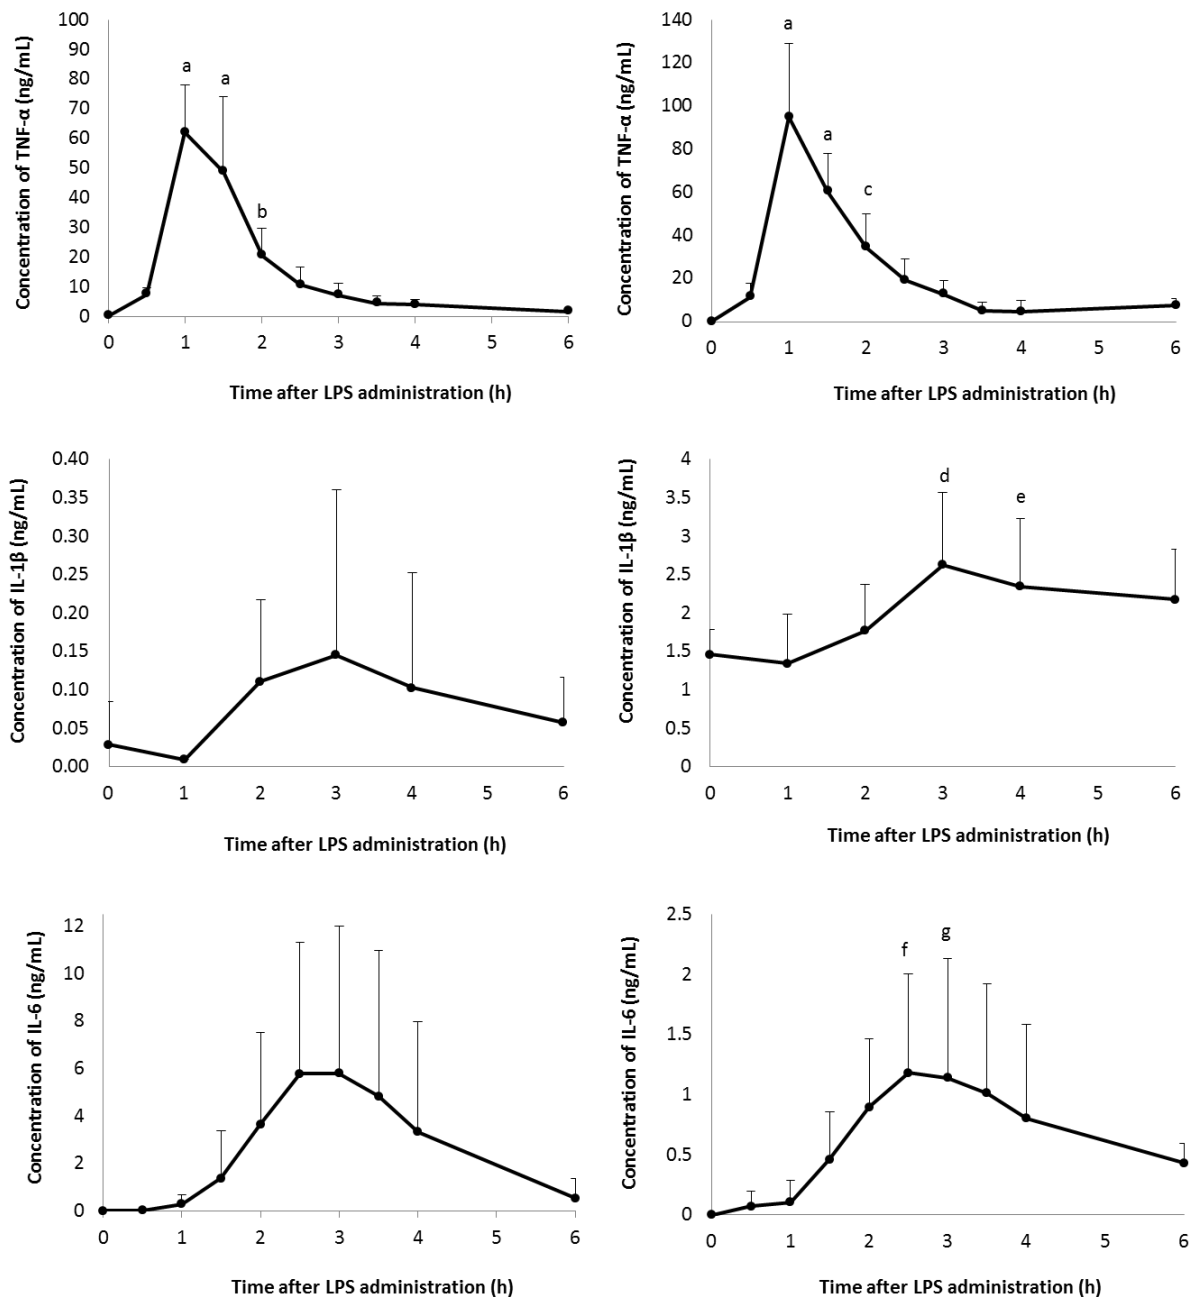 Concentration of TNF-α (ng/mL)
100
90
80
70
60
50
40
30
20
10
0
a
a
b
0 1 2 3 4 5 6
Time after LPS administration (h)
Concentration of TNF-α (ng/mL)
140
120
100
80
60
40
20
0
a
a
c
0 1 2 3 4 5 6
Time after LPS administration (h)
Concentration of IL-1β (ng/mL)
0.40
0.35
0.30
0.25
0.20
0.15
0.10
0.05
0.00
0 1 2 3 4 5 6
Time after LPS administration (h)
Concentration of IL-1β (ng/mL)
4
3.5
3
2.5
2
1.5
1
0.5
0
d
e
0 1 2 3 4 5 6
Time after LPS administration (h)
Concentration of IL-6 (ng/mL)
12
10
8
6
4
2
0
0 1 2 3 4 5 6
Time after LPS administration (h)
Concentration of IL-6 (ng/mL)
2.5
2
1.5
1
0.5
0
f
g
0 1 2 3 4 5 6
Time after LPS administration (h)